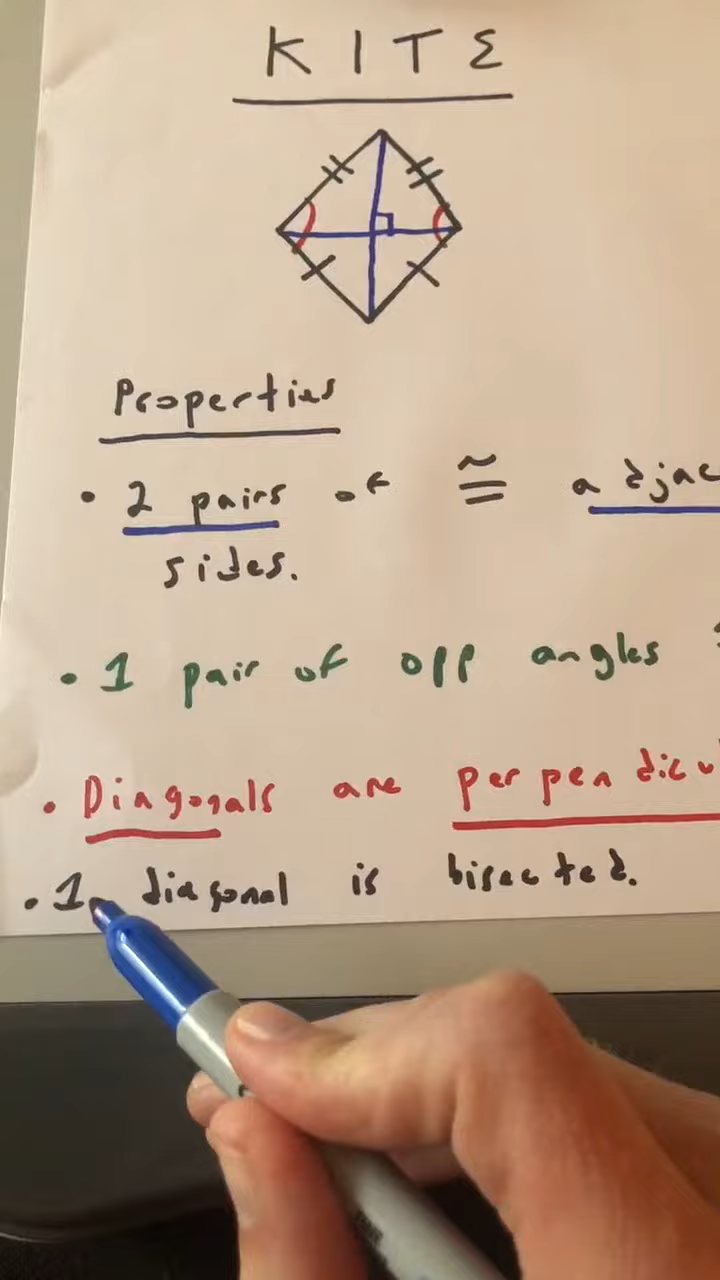 KITE
Properties
• 2 pairs of ≅ adjac
sides.
• 1 pair of opp angles
• Diagonals are perpendicu
• 1 diagonal is bisected.